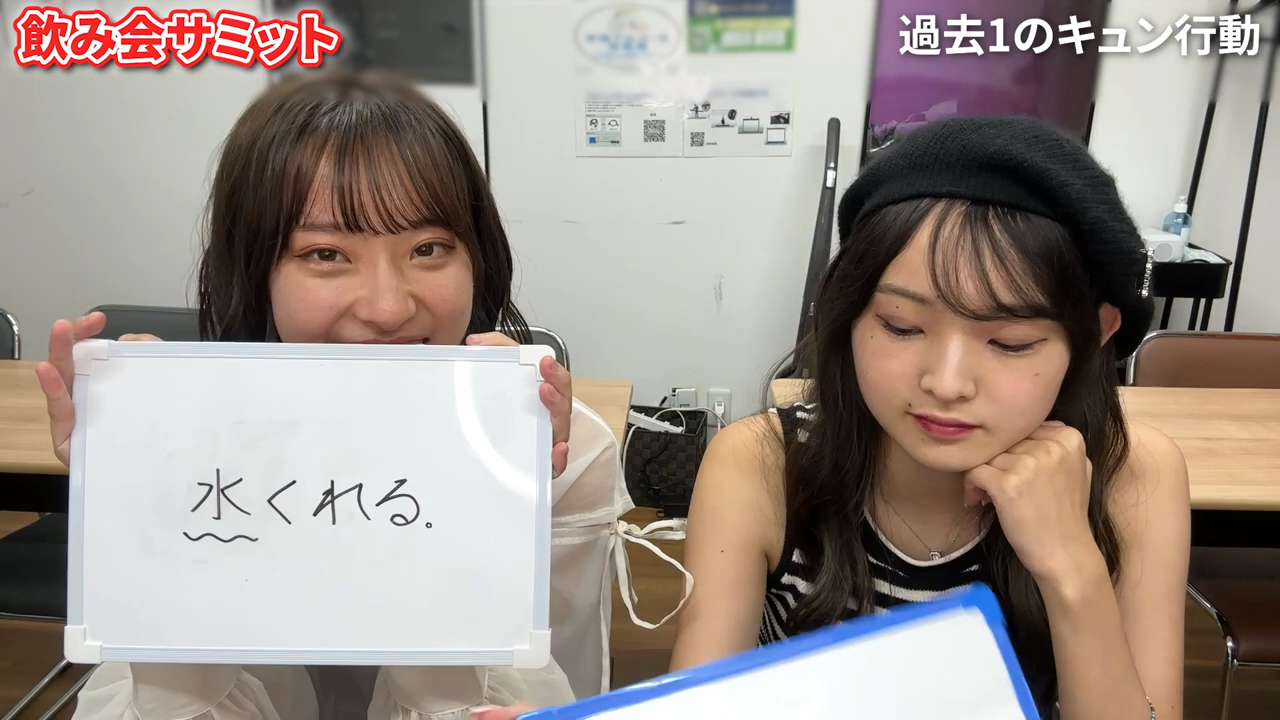 飲み会サミット
過去1のキュン行動
水くれる。